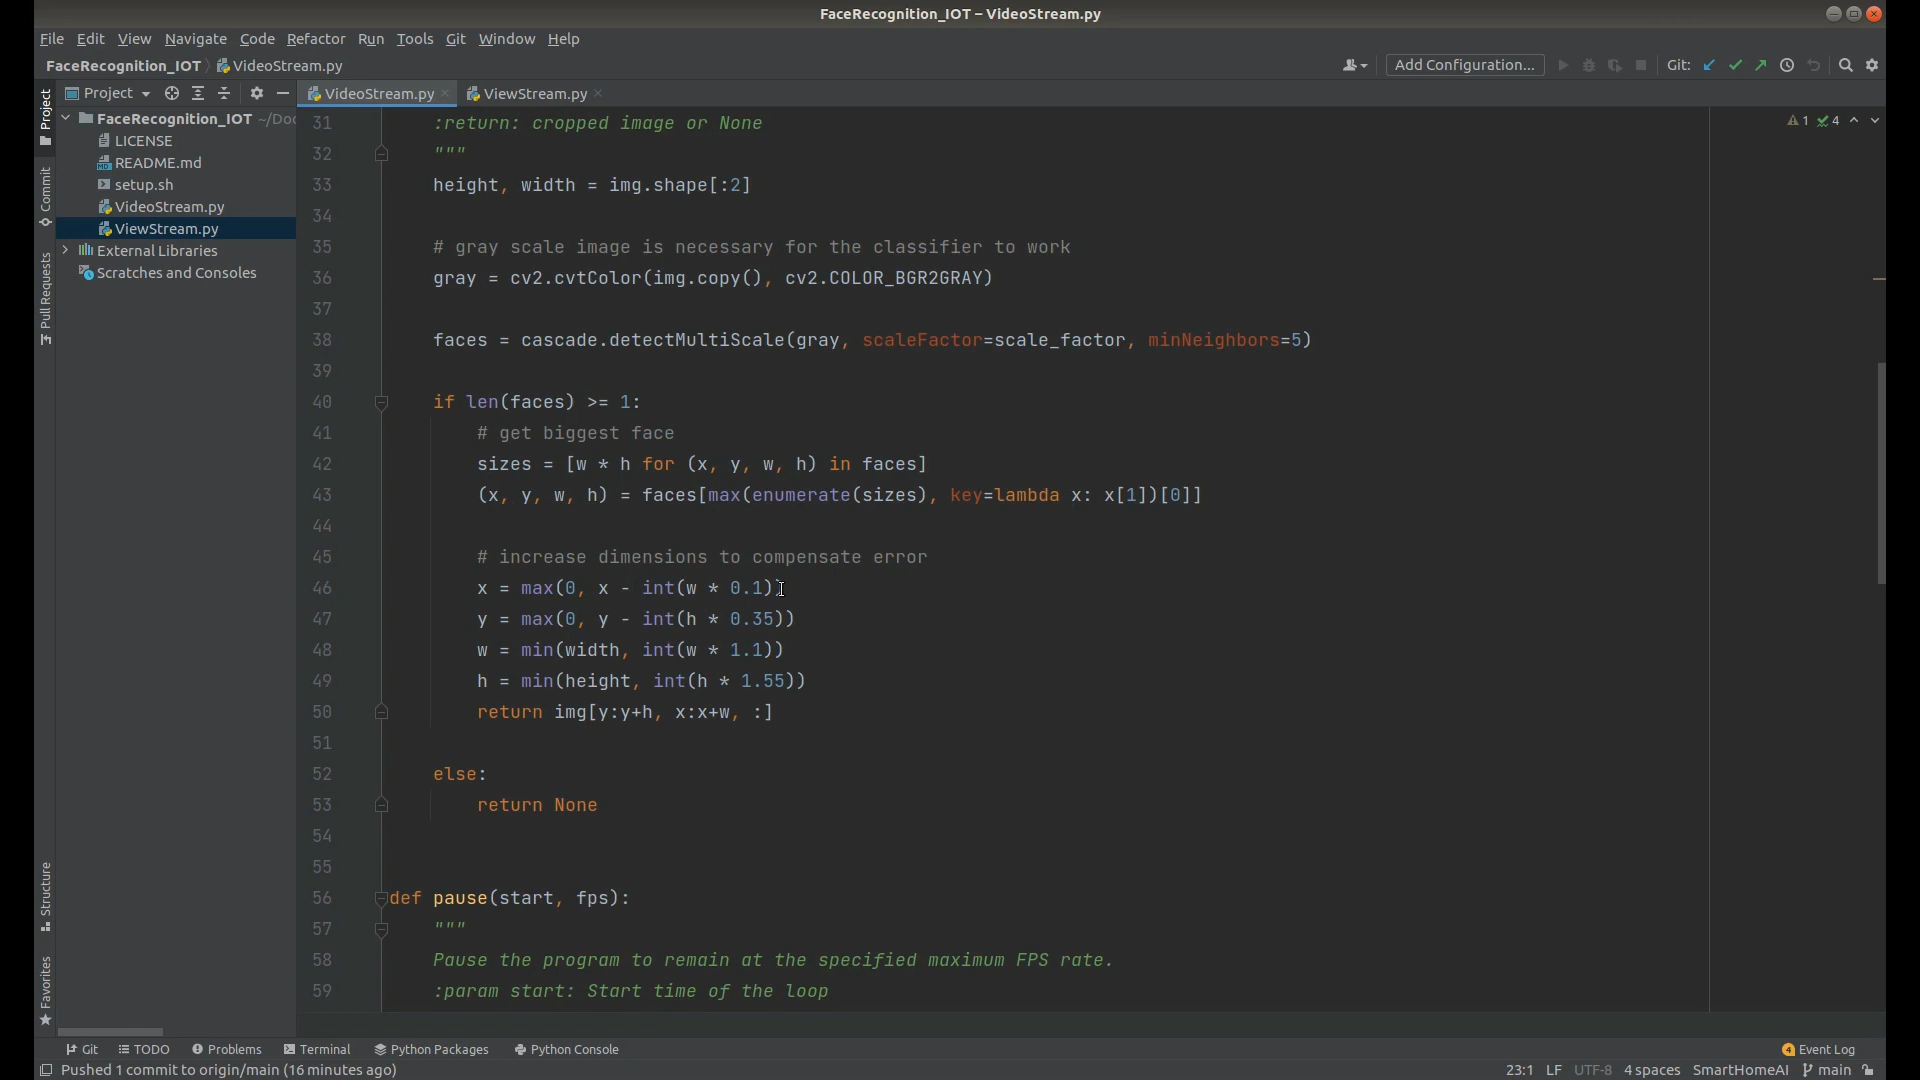 FaceRecognition_IOT – VideoStream.py
File Edit View Navigate Code Refactor Run Tools Git Window Help
FaceRecognition_IOT VideoStream.py Add Configuration... Git:
Project VideoStream.py ViewStream.py
FaceRecognition_IOT ~/Doc
LICENSE
README.md
setup.sh
VideoStream.py
ViewStream.py
External Libraries
Scratches and Consoles
Project
Commit
Pull Requests
Structure
Favorites
1 4
31 :return: cropped image or None
32 """
33 height, width = img.shape[:2]
34
35 # gray scale image is necessary for the classifier to work
36 gray = cv2.cvtColor(img.copy(), cv2.COLOR_BGR2GRAY)
37
38 faces = cascade.detectMultiScale(gray, scaleFactor=scale_factor, minNeighbors=5)
39
40 if len(faces) >= 1:
41 # get biggest face
42 sizes = [w * h for (x, y, w, h) in faces]
43 (x, y, w, h) = faces[max(enumerate(sizes), key=lambda x: x[1])[0]]
44
45 # increase dimensions to compensate error
46 x = max(0, x - int(w * 0.1))
47 y = max(0, y - int(h * 0.35))
48 w = min(width, int(w * 1.1))
49 h = min(height, int(h * 1.55))
50 return img[y:y+h, x:x+w, :]
51
52 else:
53 return None
54
55
56 def pause(start, fps):
57 """
58 Pause the program to remain at the specified maximum FPS rate.
59 :param start: Start time of the loop
Git TODO Problems Terminal Python Packages Python Console 4 Event Log
Pushed 1 commit to origin/main (16 minutes ago) 23:1 LF UTF-8 4 spaces SmartHomeAI main